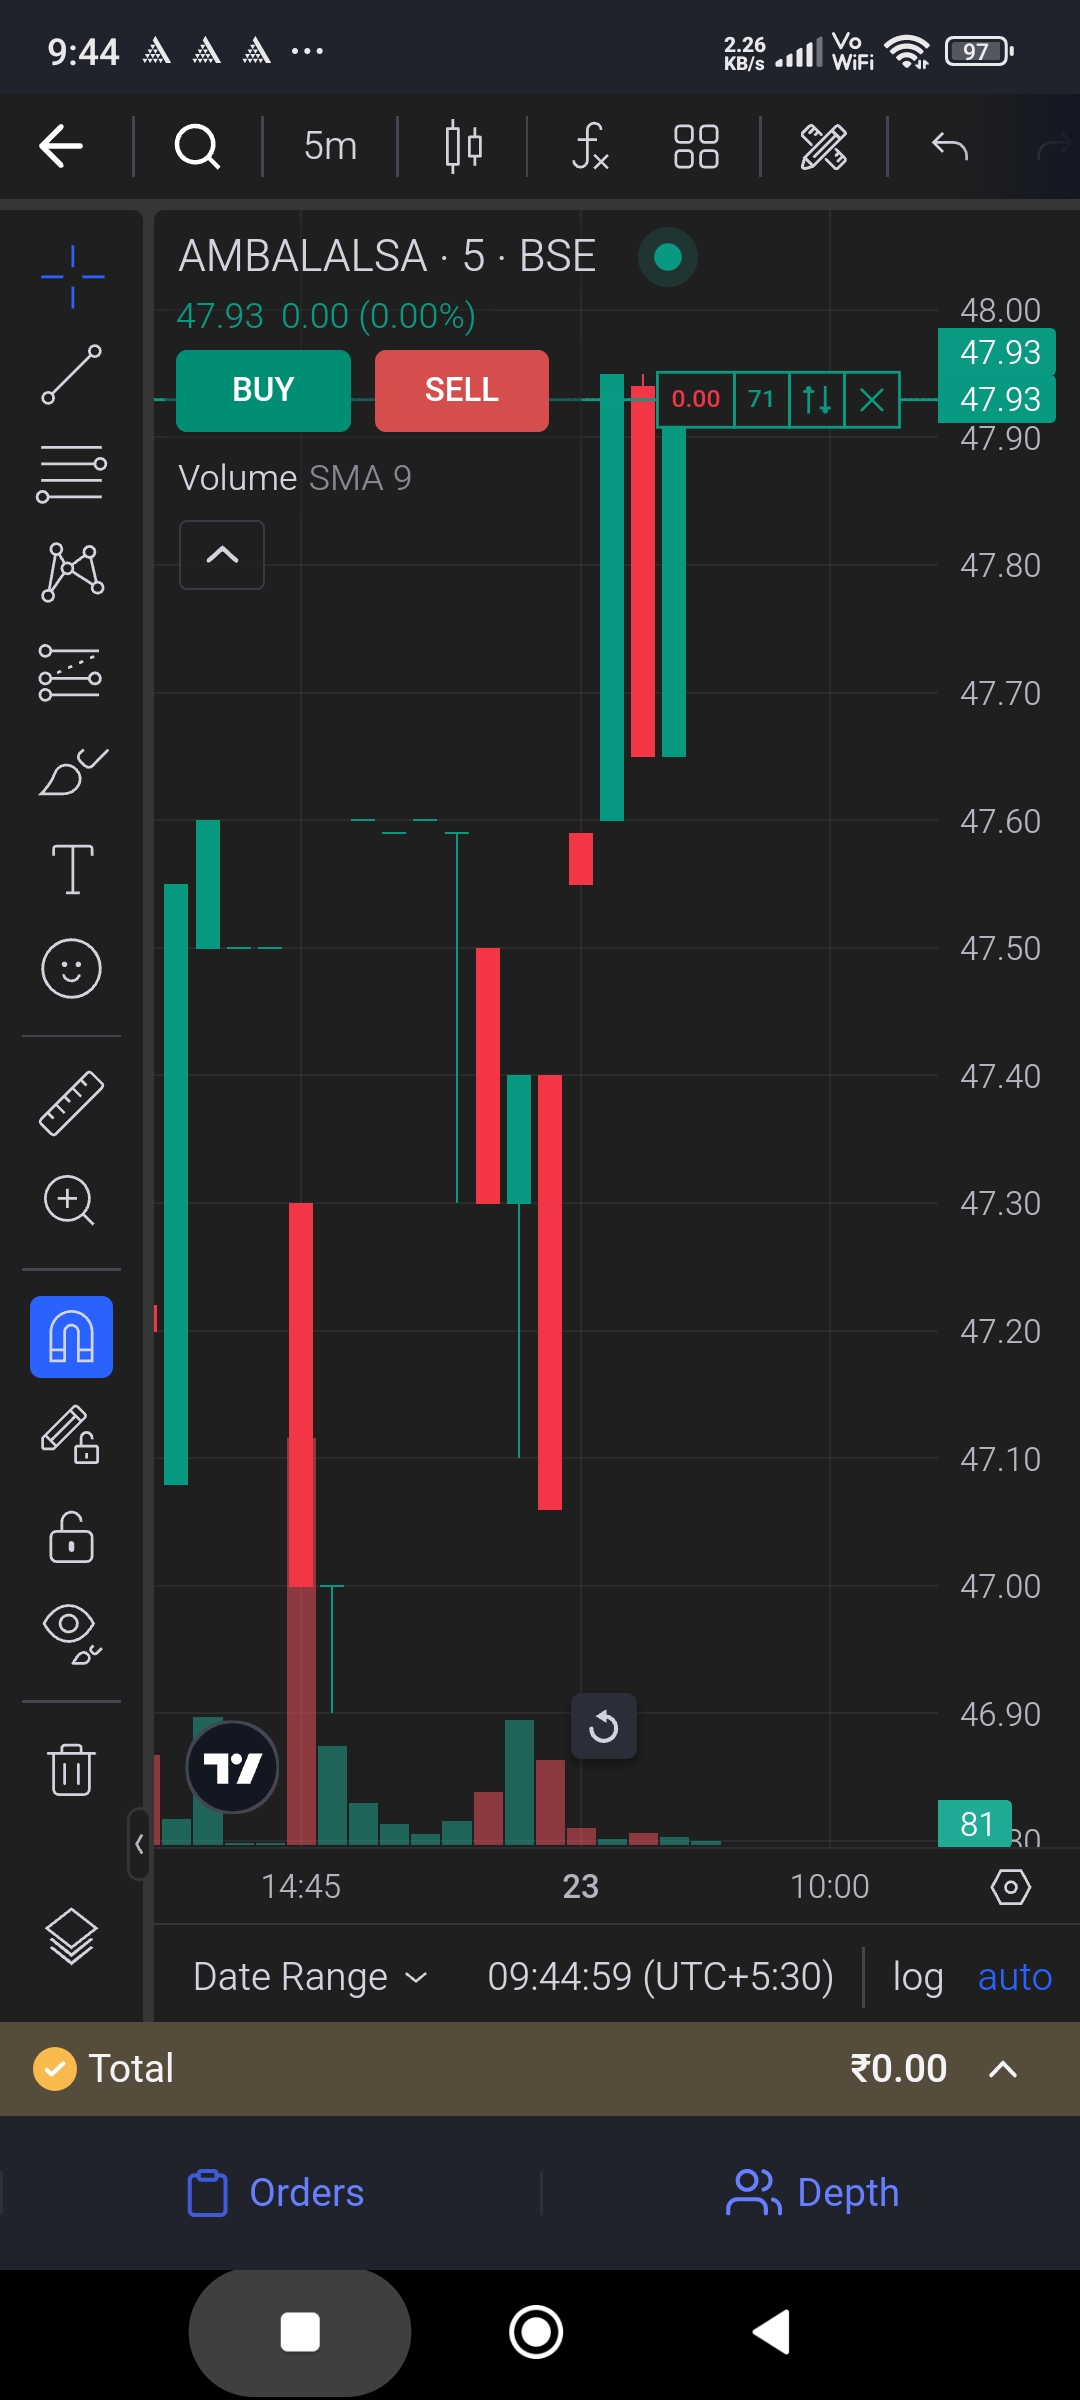 9:44
2.26 KB/s
Vo WiFi
97
5m
AMBALALSA · 5 · BSE
47.93 0.00 (0.00%)
BUY
SELL
0.00
71
Volume SMA 9
48.00
47.93
47.93
47.90
47.80
47.70
47.60
47.50
47.40
47.30
47.20
47.10
47.00
46.90
81
14:45
23
10:00
Date Range
09:44:59 (UTC+5:30)
log
auto
Total
₹0.00
Orders
Depth